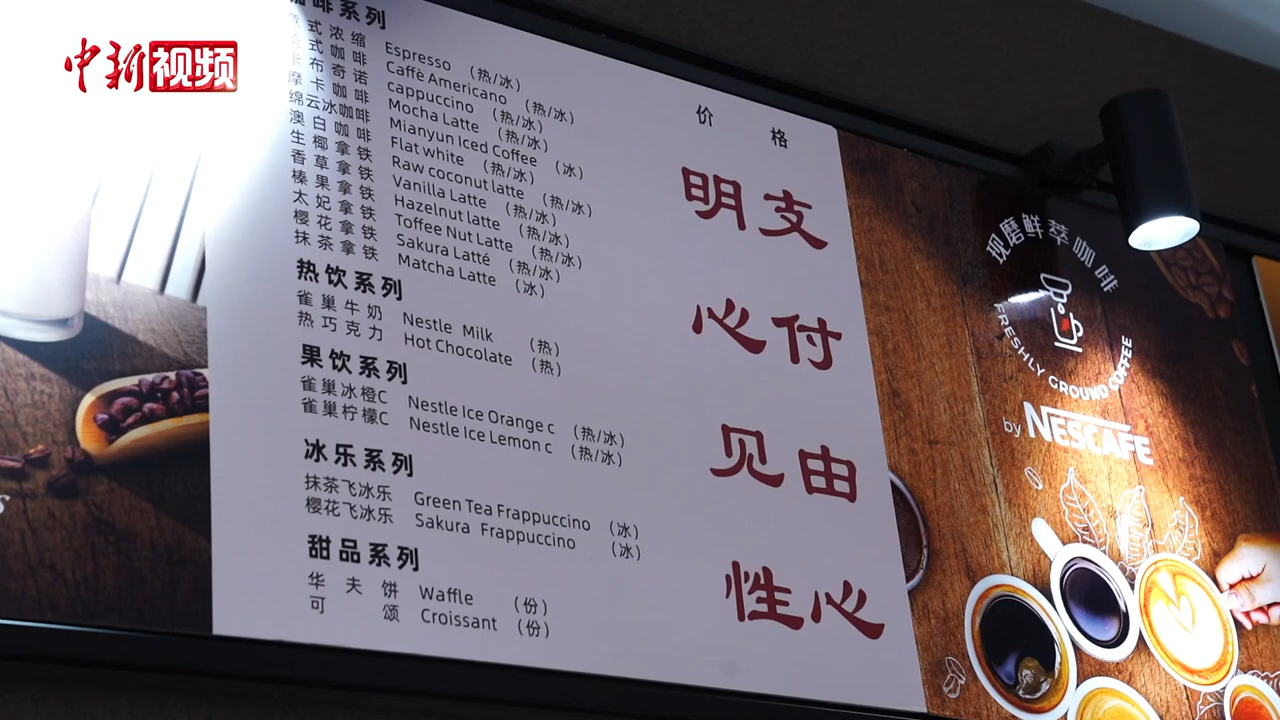 中新视频
咖啡系列
意式浓缩 Espresso （热/冰）
美式咖啡 Caffè Americano （热/冰）
卡布奇诺 cappuccino （热/冰）
摩卡咖啡 Mocha Latte （热/冰）
绵云冰咖啡 Mianyun Iced Coffee （冰）
澳白咖啡 Flat white （热/冰）
生椰拿铁 Raw coconut latte （热/冰）
香草拿铁 Vanilla Latte （热/冰）
榛果拿铁 Hazelnut latte （热/冰）
太妃拿铁 Toffee Nut Latte （热/冰）
樱花拿铁 Sakura Latté （热/冰）
抹茶拿铁 Matcha Latte （冰）
热饮系列
雀巢牛奶 Nestle Milk （热）
热巧克力 Hot Chocolate （热）
果饮系列
雀巢冰橙C Nestle Ice Orange c （热/冰）
雀巢柠檬C Nestle Ice Lemon c （热/冰）
冰乐系列
抹茶飞冰乐 Green Tea Frappuccino （冰）
樱花飞冰乐 Sakura Frappuccino （冰）
甜品系列
华夫饼 Waffle （份）
可颂 Croissant （份）
价格
明支
心付
见由
性心
现磨鲜萃咖啡
FRESHLY GROUND COFFEE
by NESCAFE